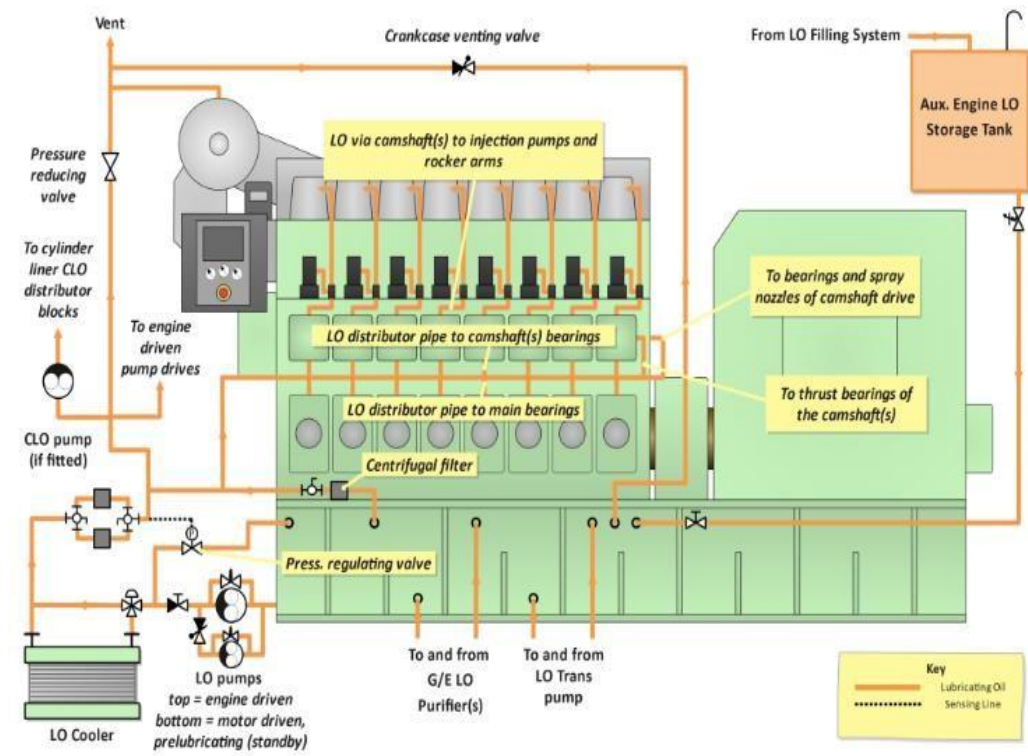 Vent
Crankcase venting valve
From LO Filling System
Aux. Engine LO
Storage Tank
LO via camshaft(s) to injection pumps and
rocker arms
Pressure
reducing
valve
To cylinder
liner CLO
distributor
blocks
To engine
driven
pump drives
To bearings and spray
nozzles of camshaft drive
LO distributor pipe to camshaft(s) bearings
To thrust bearings of
the camshaft(s)
LO distributor pipe to main bearings
CLO pump
(if fitted)
Centrifugal filter
P
Press. regulating valve
LO pumps
top = engine driven
bottom = motor driven,
prelubricating (standby)
LO Cooler
To and from
G/E LO
Purifier(s)
To and from
LO Trans
pump
Key
Lubricating Oil
Sensing Line